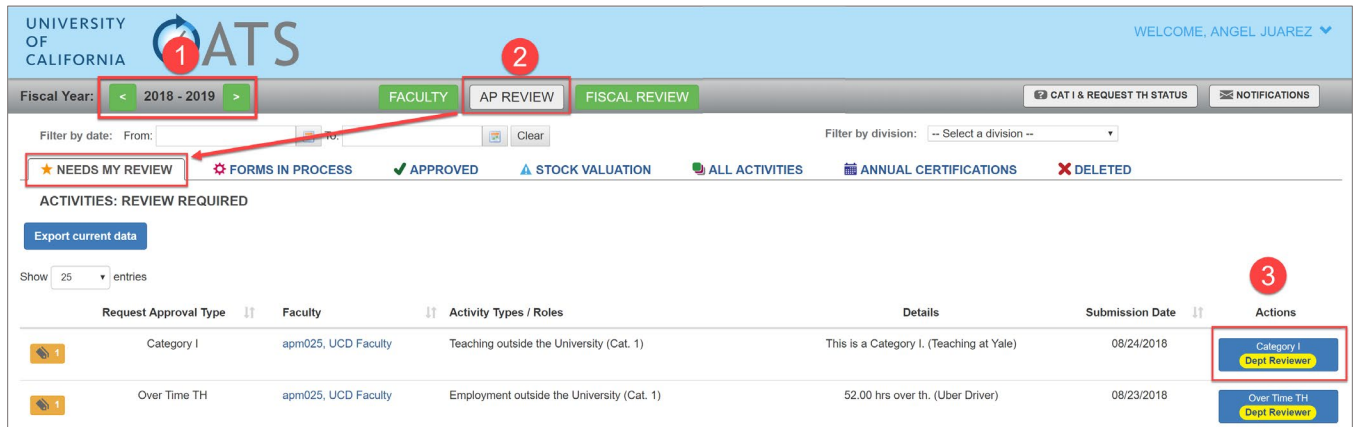 UNIVERSITY
OF
CALIFORNIA
OATS
WELCOME, ANGEL JUAREZ
1
2
Fiscal Year: < 2018 - 2019 > FACULTY AP REVIEW FISCAL REVIEW CAT I & REQUEST TH STATUS NOTIFICATIONS
Filter by date: From: To: Clear Filter by division: -- Select a division --
NEEDS MY REVIEW FORMS IN PROCESS APPROVED STOCK VALUATION ALL ACTIVITIES ANNUAL CERTIFICATIONS DELETED
ACTIVITIES: REVIEW REQUIRED
Export current data
Show 25 entries
3
Request Approval Type Faculty Activity Types / Roles Details Submission Date Actions
1 Category I apm025, UCD Faculty Teaching outside the University (Cat. 1) This is a Category I. (Teaching at Yale) 08/24/2018 Category I
Dept Reviewer
1 Over Time TH apm025, UCD Faculty Employment outside the University (Cat. 1) 52.00 hrs over th. (Uber Driver) 08/23/2018 Over Time TH
Dept Reviewer